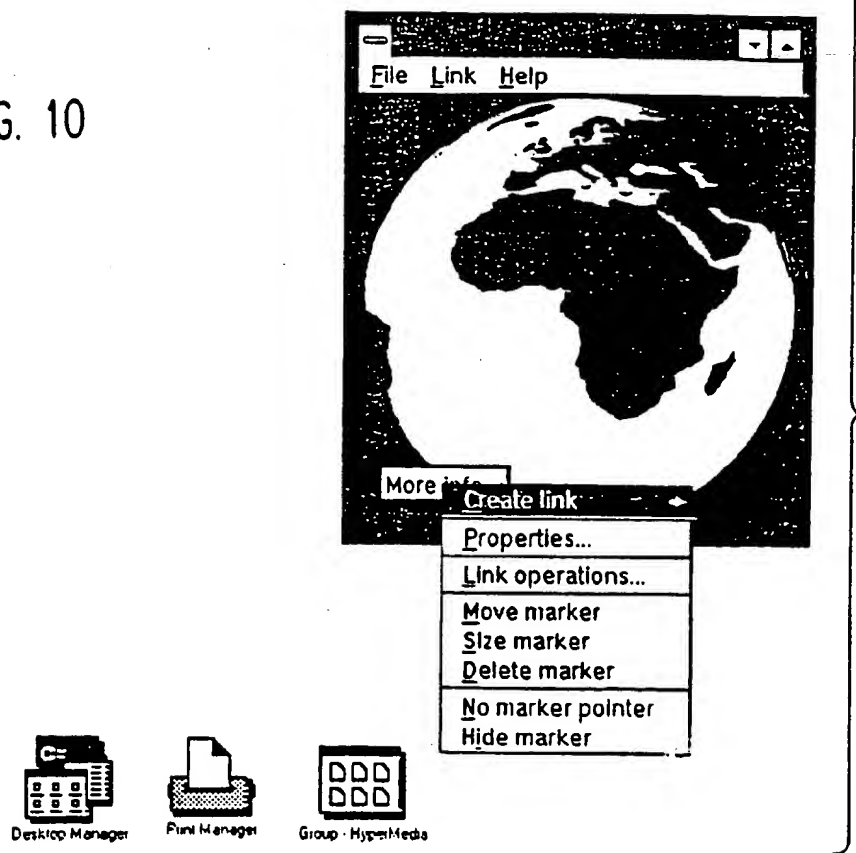 G. 10
File Link Help
More info
Create link
Properties...
Link operations...
Move marker
Size marker
Delete marker
No marker pointer
Hide marker
Desktop Manager
Print Manager
Group - HyperMedia